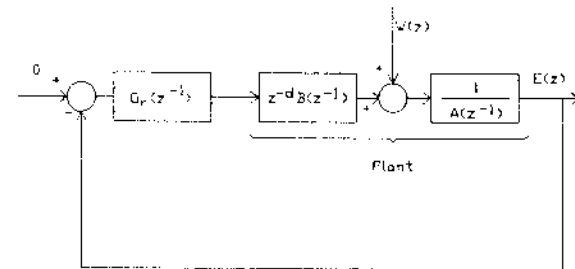 W(z)
0
+
+
-
G_r(z^{-1})
z^{-d}B(z^{-1})
+
1
A(z^{-1})
E(z)
Plant